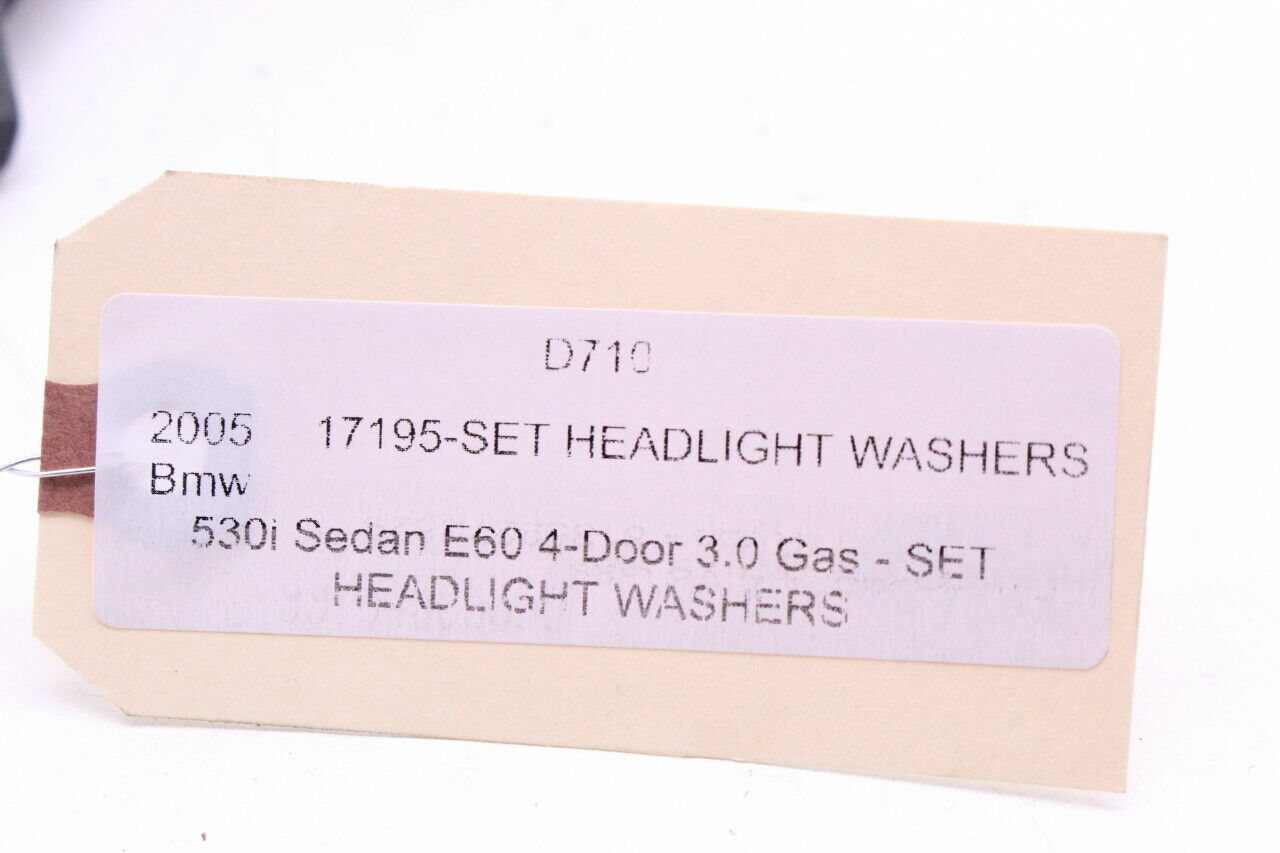 D710
2005 17195-SET HEADLIGHT WASHERS
Bmw
530i Sedan E60 4-Door 3.0 Gas - SET
HEADLIGHT WASHERS